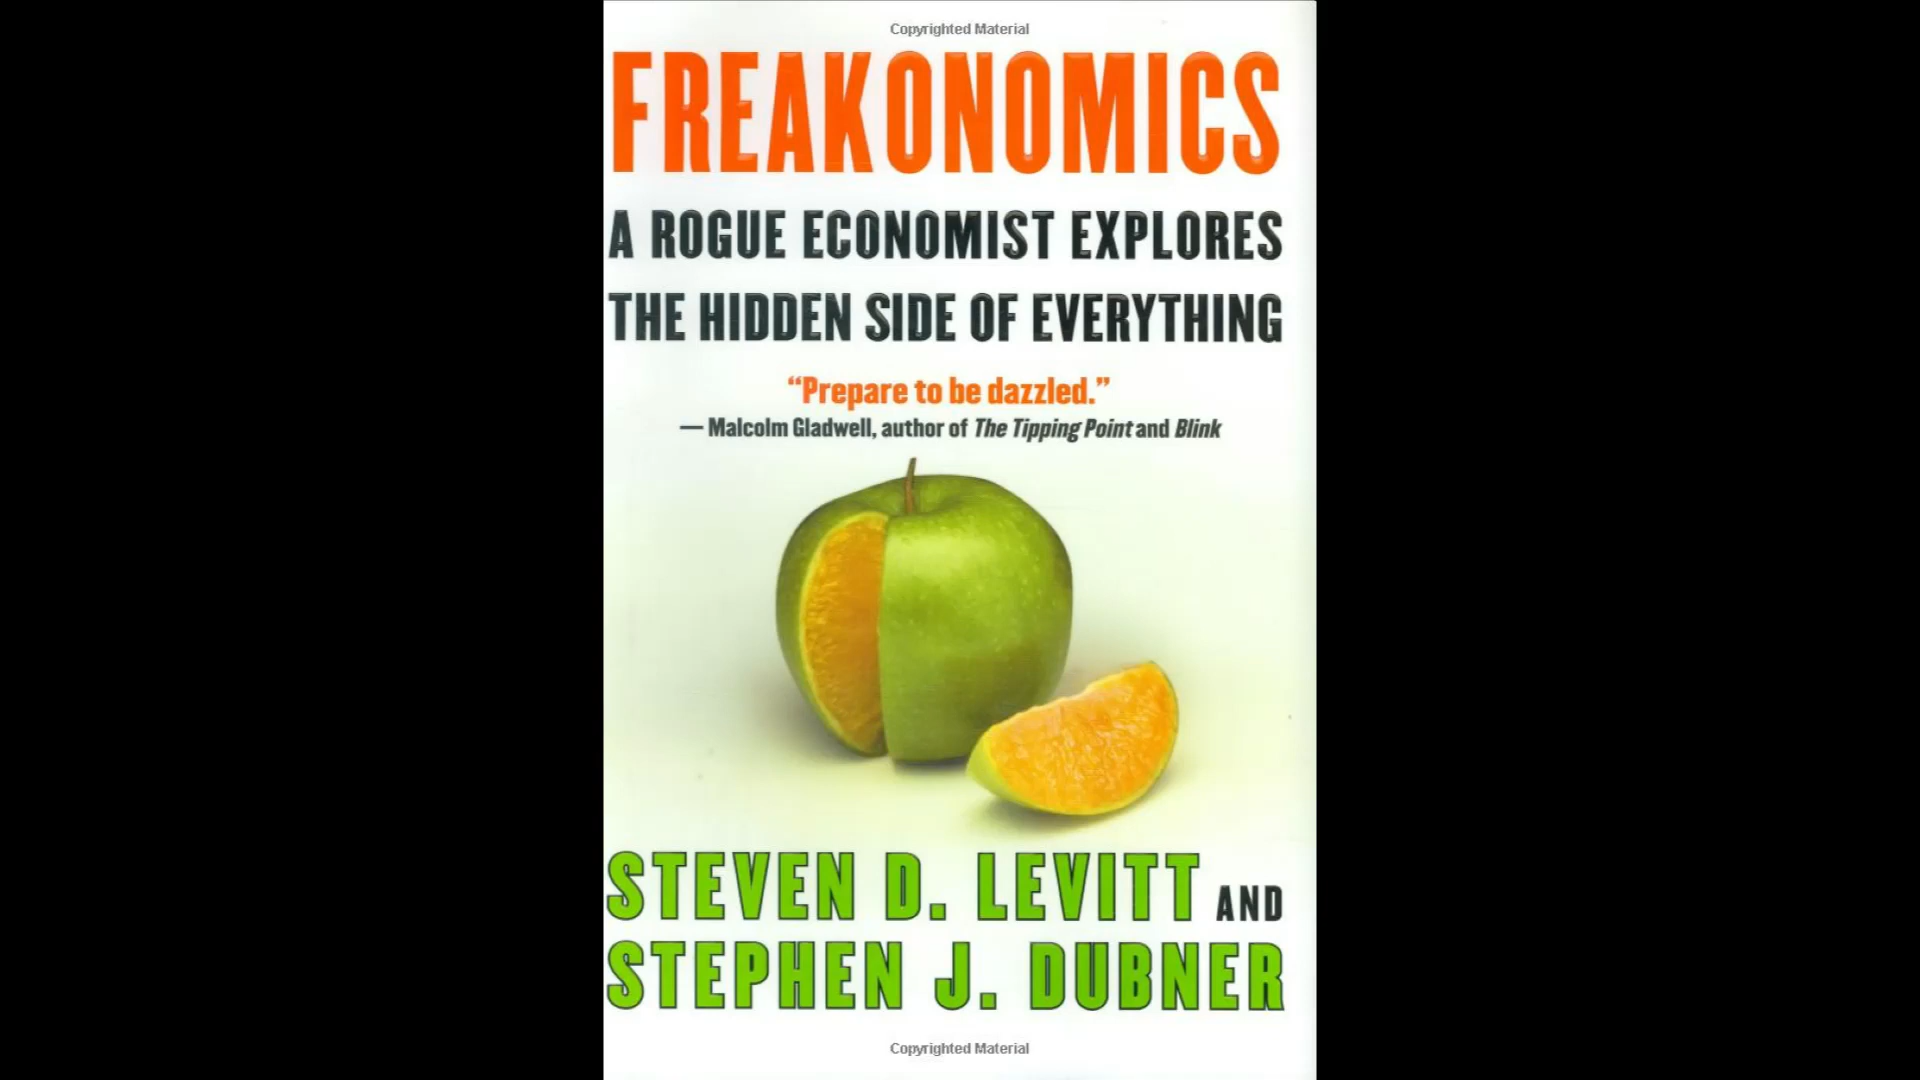 Copyrighted Material
FREAKONOMICS
A ROGUE ECONOMIST EXPLORES
THE HIDDEN SIDE OF EVERYTHING
“Prepare to be dazzled.”
— Malcolm Gladwell, author of The Tipping Point and Blink
STEVEN D. LEVITT AND
STEPHEN J. DUBNER
Copyrighted Material